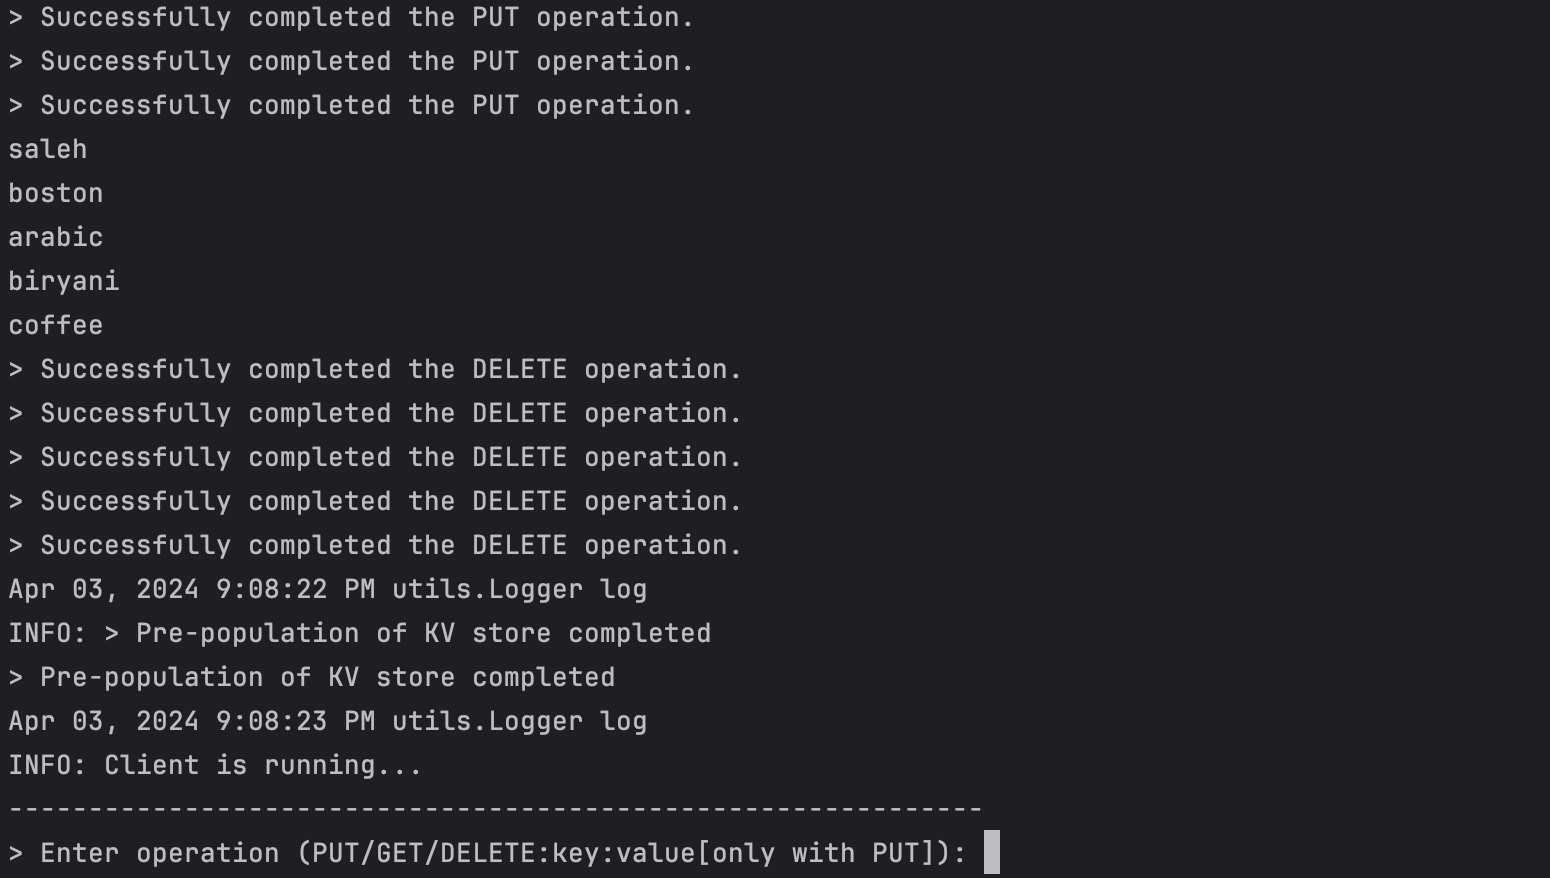 > Successfully completed the PUT operation.
> Successfully completed the PUT operation.
> Successfully completed the PUT operation.
saleh
boston
arabic
biryani
coffee
> Successfully completed the DELETE operation.
> Successfully completed the DELETE operation.
> Successfully completed the DELETE operation.
> Successfully completed the DELETE operation.
> Successfully completed the DELETE operation.
Apr 03, 2024 9:08:22 PM utils.Logger log
INFO: > Pre-population of KV store completed
> Pre-population of KV store completed
Apr 03, 2024 9:08:23 PM utils.Logger log
INFO: Client is running...
-------------------------------------------------------------
> Enter operation (PUT/GET/DELETE:key:value[only with PUT]):